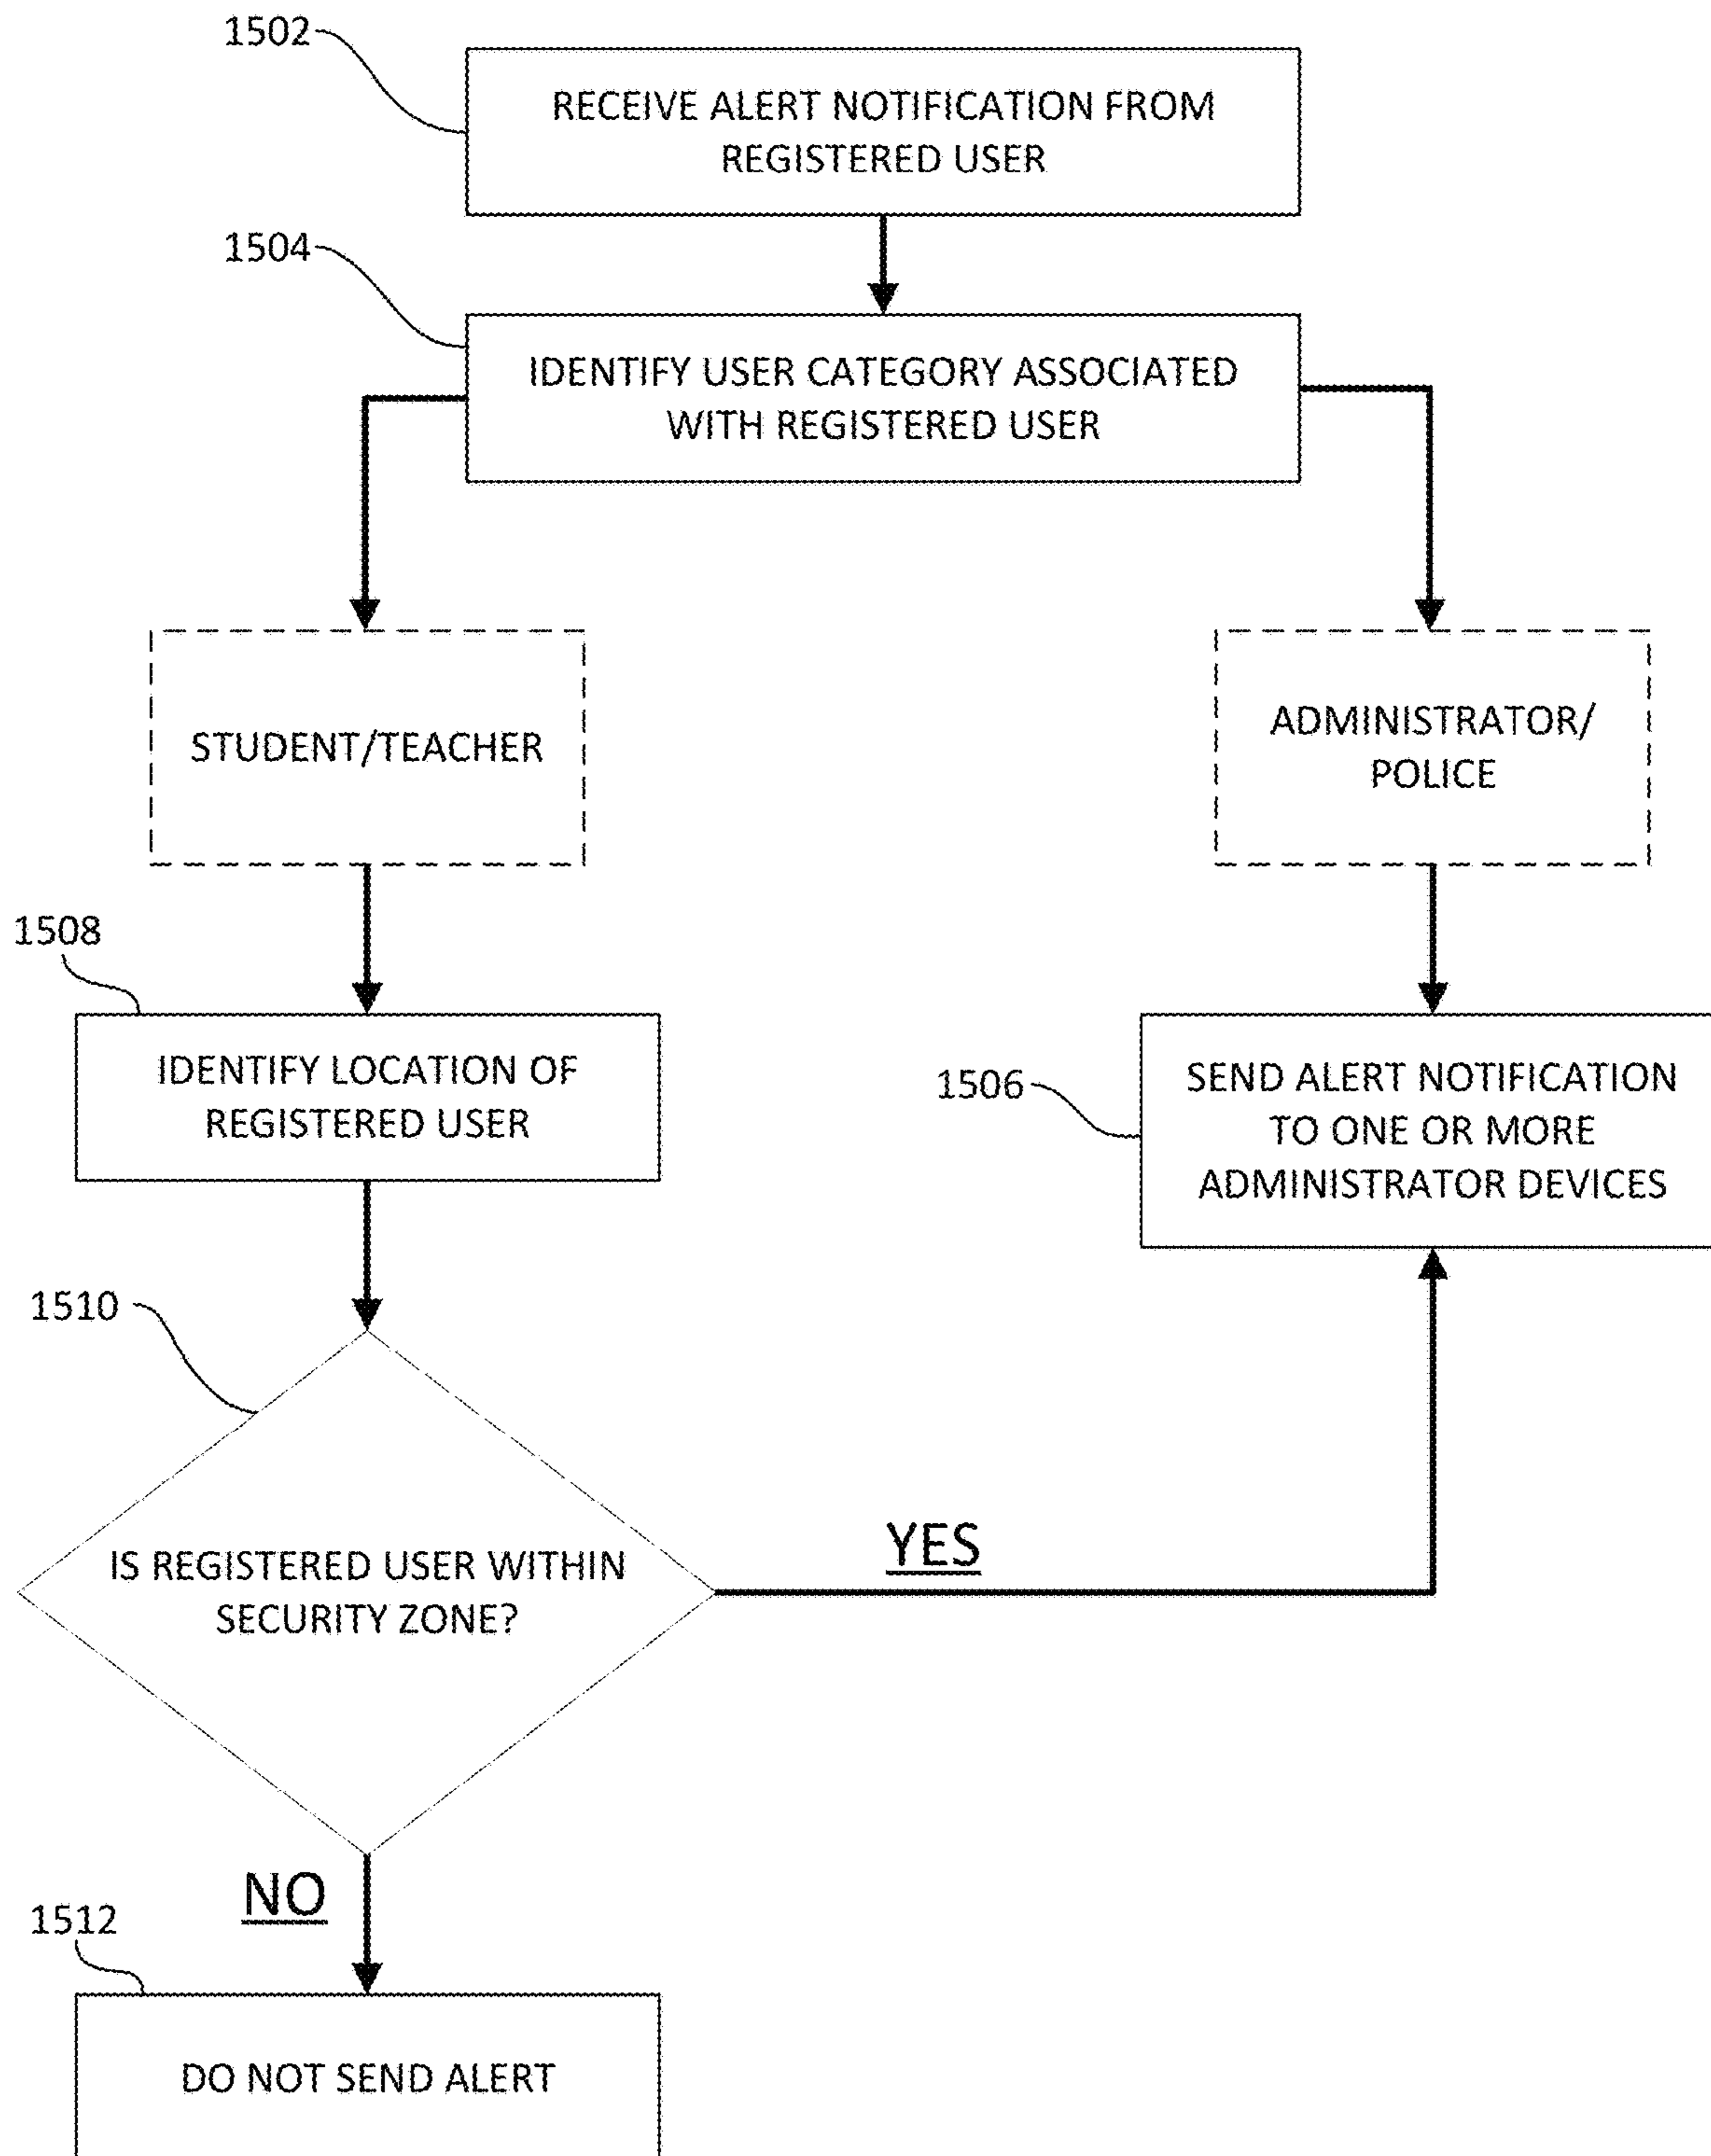 1502
RECEIVE ALERT NOTIFICATION FROM
REGISTERED USER
1504
IDENTIFY USER CATEGORY ASSOCIATED
WITH REGISTERED USER
STUDENT/TEACHER
ADMINISTRATOR/
POLICE
1508
IDENTIFY LOCATION OF
REGISTERED USER
1506
SEND ALERT NOTIFICATION
TO ONE OR MORE
ADMINISTRATOR DEVICES
1510
IS REGISTERED USER WITHIN
SECURITY ZONE?
YES
NO
1512
DO NOT SEND ALERT